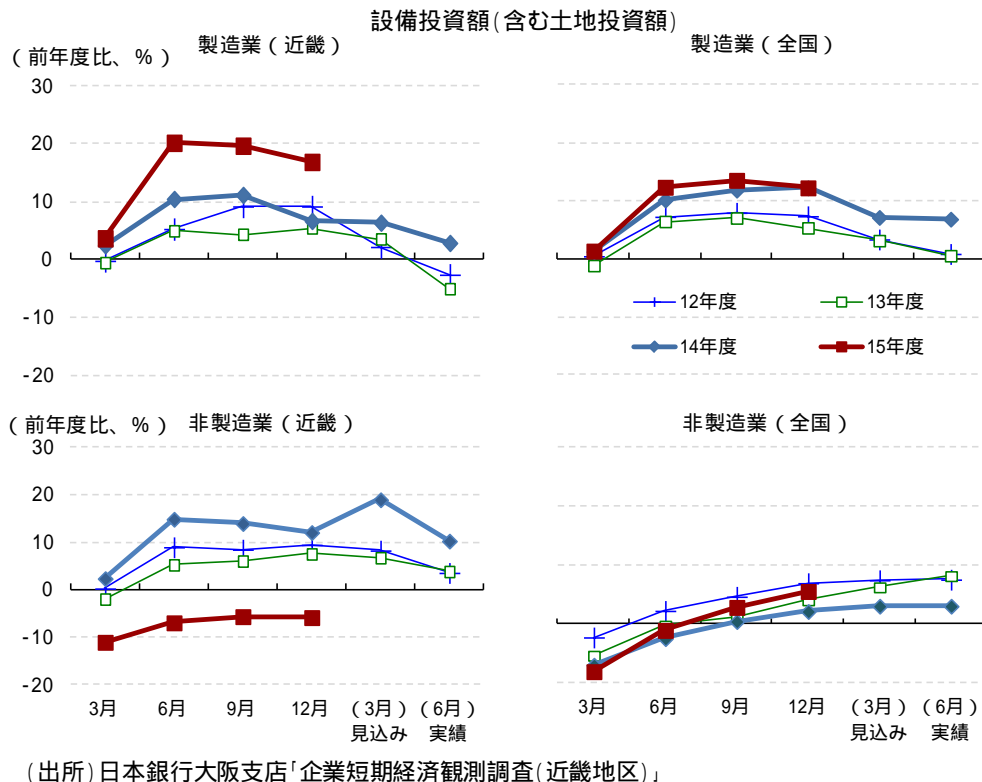 設備投資額(含む土地投資額)
(前年度比、%)
製造業(近畿)
製造業(全国)
30
20
10
0
-10
-20
12年度
13年度
14年度
15年度
(前年度比、%)
非製造業(近畿)
非製造業(全国)
30
20
10
0
-10
-20
3月 6月 9月 12月 (3月) (6月)
見込み 実績
3月 6月 9月 12月 (3月) (6月)
見込み 実績
(出所)日本銀行大阪支店「企業短期経済観測調査(近畿地区)」